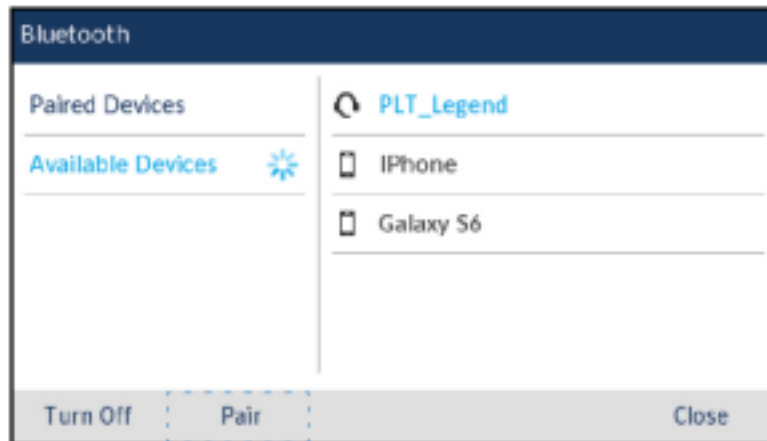 Bluetooth
Paired Devices
Available Devices
PLT_Legend
IPhone
Galaxy S6
Turn Off
Pair
Close